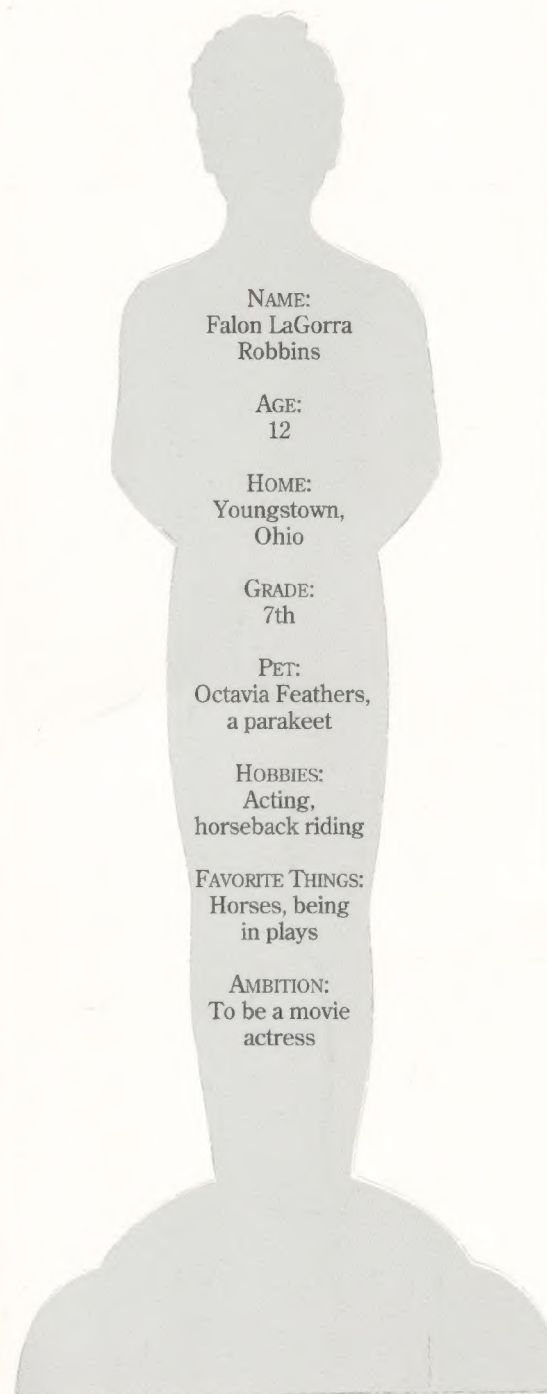 NAME:
Falon LaGorra
Robbins
AGE:
12
HOME:
Youngstown,
Ohio
GRADE:
7th
PET:
Octavia Feathers,
a parakeet
HOBBIES:
Acting,
horseback riding
FAVORITE THINGS:
Horses, being
in plays
AMBITION:
To be a movie
actress